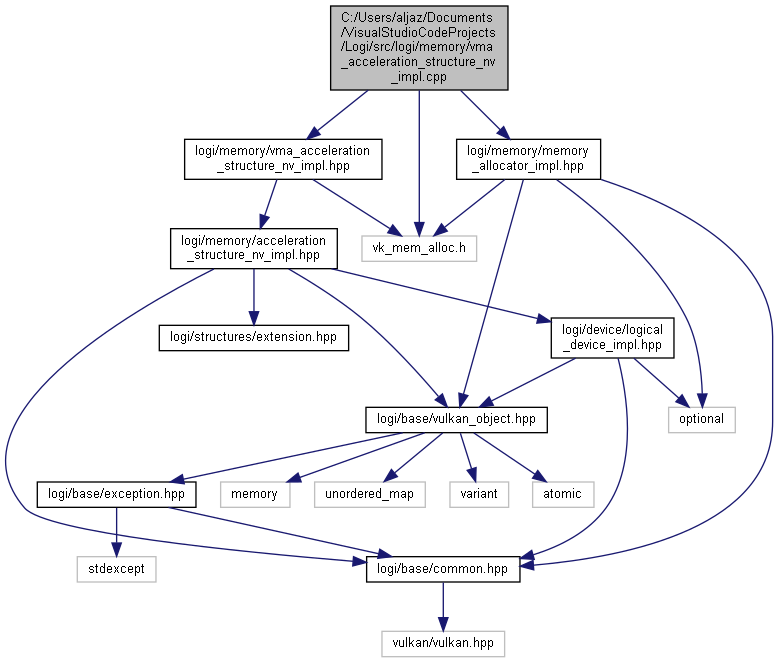 C:/Users/aljaz/Documents
/VisualStudioCodeProjects
/Logi/src/logi/memory/vma
_acceleration_structure_nv
_impl.cpp
logi/memory/vma_acceleration
_structure_nv_impl.hpp
logi/memory/memory
_allocator_impl.hpp
logi/memory/acceleration
_structure_nv_impl.hpp
vk_mem_alloc.h
logi/structures/extension.hpp
logi/device/logical
_device_impl.hpp
logi/base/vulkan_object.hpp
optional
logi/base/exception.hpp
memory
unordered_map
variant
atomic
stdexcept
logi/base/common.hpp
vulkan/vulkan.hpp